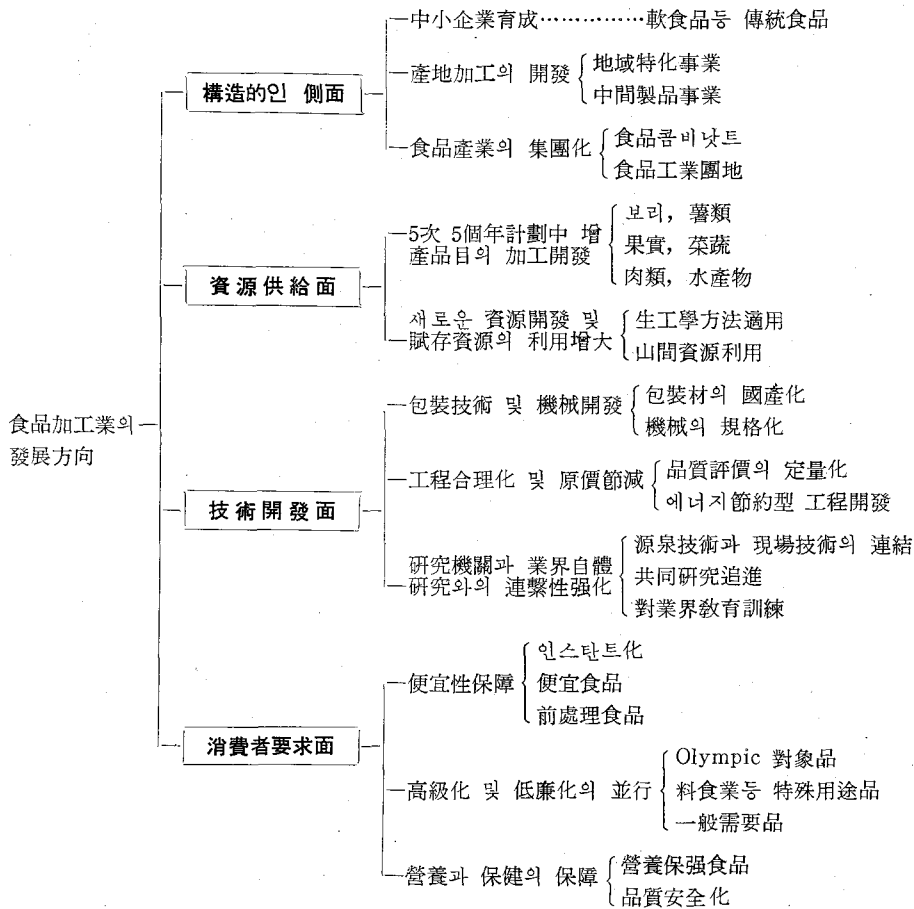 食品加工業의
發展方向
構造的인 側面
中小企業育成……………軟食品등 傳統食品
產地加工의 開發
地域特化事業
中間製品事業
食品產業의 集團化
食品콤비낫트
食品工業團地
資源供給面
5次 5個年計劃中 增
產品目의 加工開發
보리, 薯類
果實, 菜蔬
肉類, 水產物
새로운 資源開發 및
賦存資源의 利用增大
生工學方法適用
山間資源利用
技術開發面
包裝技術 및 機械開發
包裝材의 國產化
機械의 規格化
工程合理化 및 原價節減
品質評價의 定量化
에너지節約型 工程開發
研究機關과 業界自體
研究와의 連繫性强化
源泉技術과 現場技術의 連結
共同研究追進
對業界敎育訓練
消費者要求面
便宜性保障
인스탄트化
便宜食品
前處理食品
高級化 및 低廉化의 並行
Olympic 對象品
料食業등 特殊用途品
一般需要品
營養과 保健의 保障
營養保强食品
品質安全化